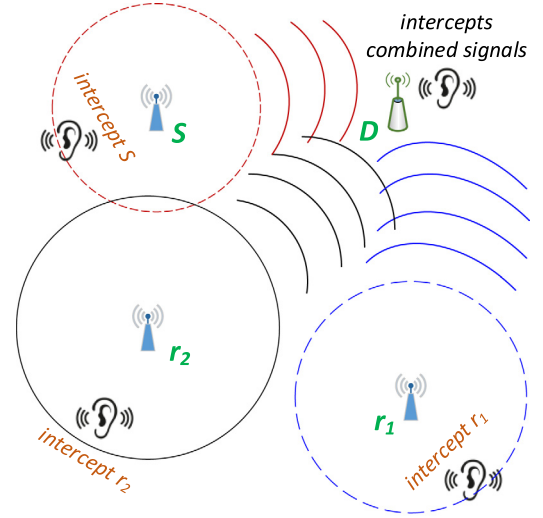 intercepts
combined signals
intercept S
S
D
r₂
intercept r₂
r₁
intercept r₁